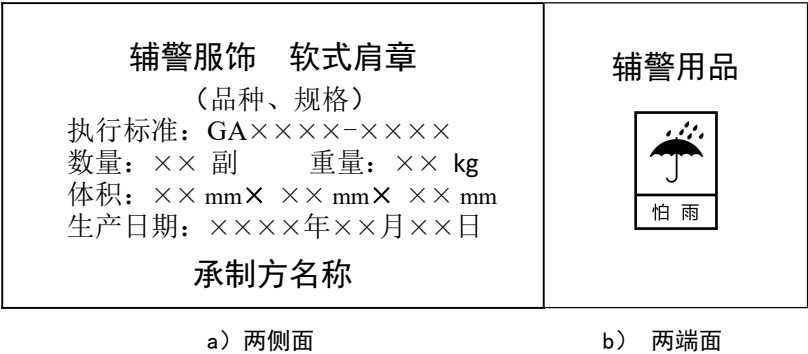 辅警服饰　软式肩章
（品种、规格）
执行标准：GA××××-××××
数量：×× 副　　重量：×× kg
体积：×× mm× ×× mm× ×× mm
生产日期：××××年××月××日
承制方名称
a）两侧面
辅警用品
怕 雨
b） 两端面